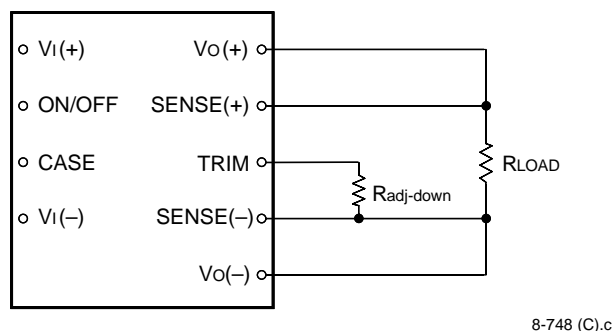 VI(+) VO(+)
ON/OFF SENSE(+)
CASE TRIM
RLOAD
Radj-down
VI(–) SENSE(–)
VO(–)
8-748 (C).c